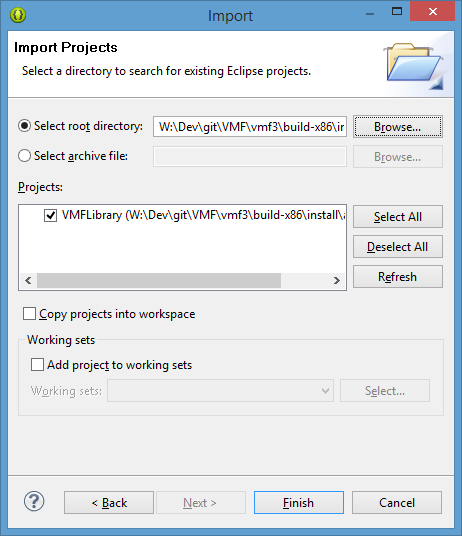 Import
Import Projects
Select a directory to search for existing Eclipse projects.
Select root directory: W:\Dev\git\VMF\vmf3\build-x86\in Browse...
Select archive file: Browse...
Projects:
VMFLibrary (W:\Dev\git\VMF\vmf3\build-x86\install\a
Select All
Deselect All
Refresh
Copy projects into workspace
Working sets
Add project to working sets
Working sets: Select...
? < Back Next > Finish Cancel